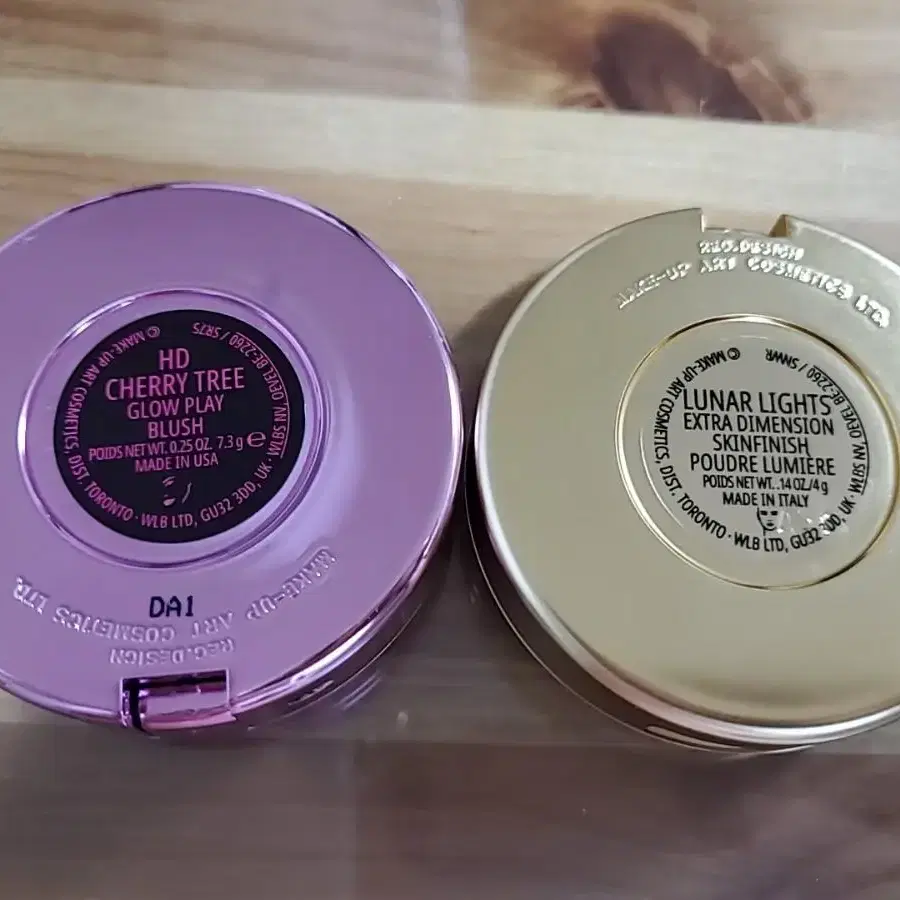 © MAKE-UP ART COSMETICS, DIST. TORONTO · WLB LTD, GU32 3DD, UK · WLBS NV, OEVEL BE-2260 / SR75
HD
CHERRY TREE
GLOW PLAY
BLUSH
POIDS NET WT. 0.25 OZ. 7.3 g e
MADE IN USA
DA1
MAKE-UP ART COSMETICS LTD.
REG.DESIGN
REG.DESIGN
MAKE-UP ART COSMETICS LTD.
© MAKE-UP ART COSMETICS, DIST. TORONTO · WLB LTD, GU32 3DD, UK · WLBS NV, OEVEL BE-2260 / SNWR
LUNAR LIGHTS
EXTRA DIMENSION
SKINFINISH
POUDRE LUMIÈRE
POIDS NET WT. .14 OZ./4 g
MADE IN ITALY